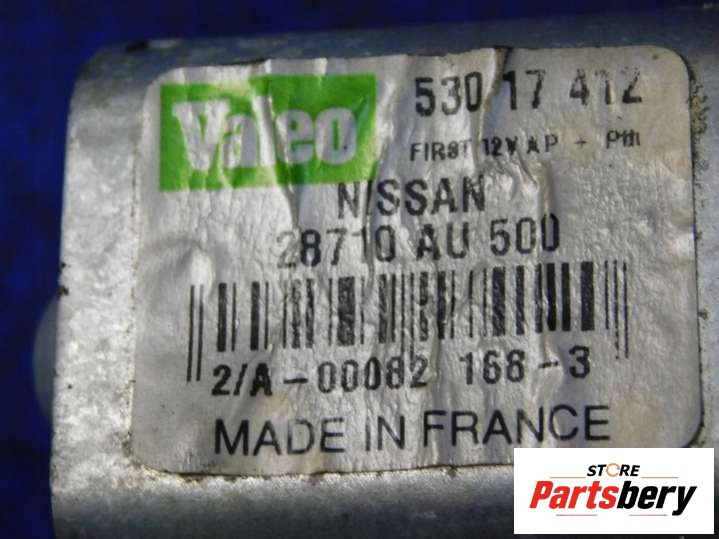 Valeo
530 17 412
FIRST 12V AP + PM
NISSAN
28710 AU 500
2/A-00082 168-3
MADE IN FRANCE
STORE
Partsbery